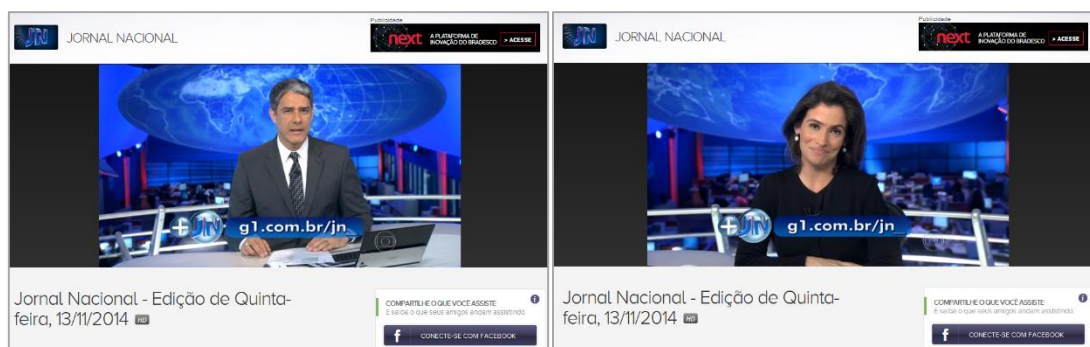 Publicidade
JN
JORNAL NACIONAL
next
A PLATAFORMA DE
INOVAÇÃO DO BRADESCO
> ACESSE
+JN g1.com.br/jn
Jornal Nacional - Edição de Quinta-
feira, 13/11/2014 HD
COMPARTILHE O QUE VOCÊ ASSISTE
E saiba o que seus amigos andam assistindo
f CONECTE-SE COM FACEBOOK
Publicidade
JN
JORNAL NACIONAL
next
A PLATAFORMA DE
INOVAÇÃO DO BRADESCO
> ACESSE
+JN g1.com.br/jn
Jornal Nacional - Edição de Quinta-
feira, 13/11/2014 HD
COMPARTILHE O QUE VOCÊ ASSISTE
E saiba o que seus amigos andam assistindo
f CONECTE-SE COM FACEBOOK